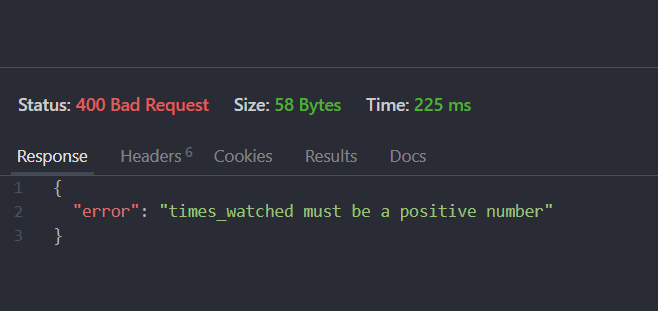 Status: 400 Bad Request Size: 58 Bytes Time: 225 ms
Response Headers 6 Cookies Results Docs
1 {
2 "error": "times_watched must be a positive number"
3 }